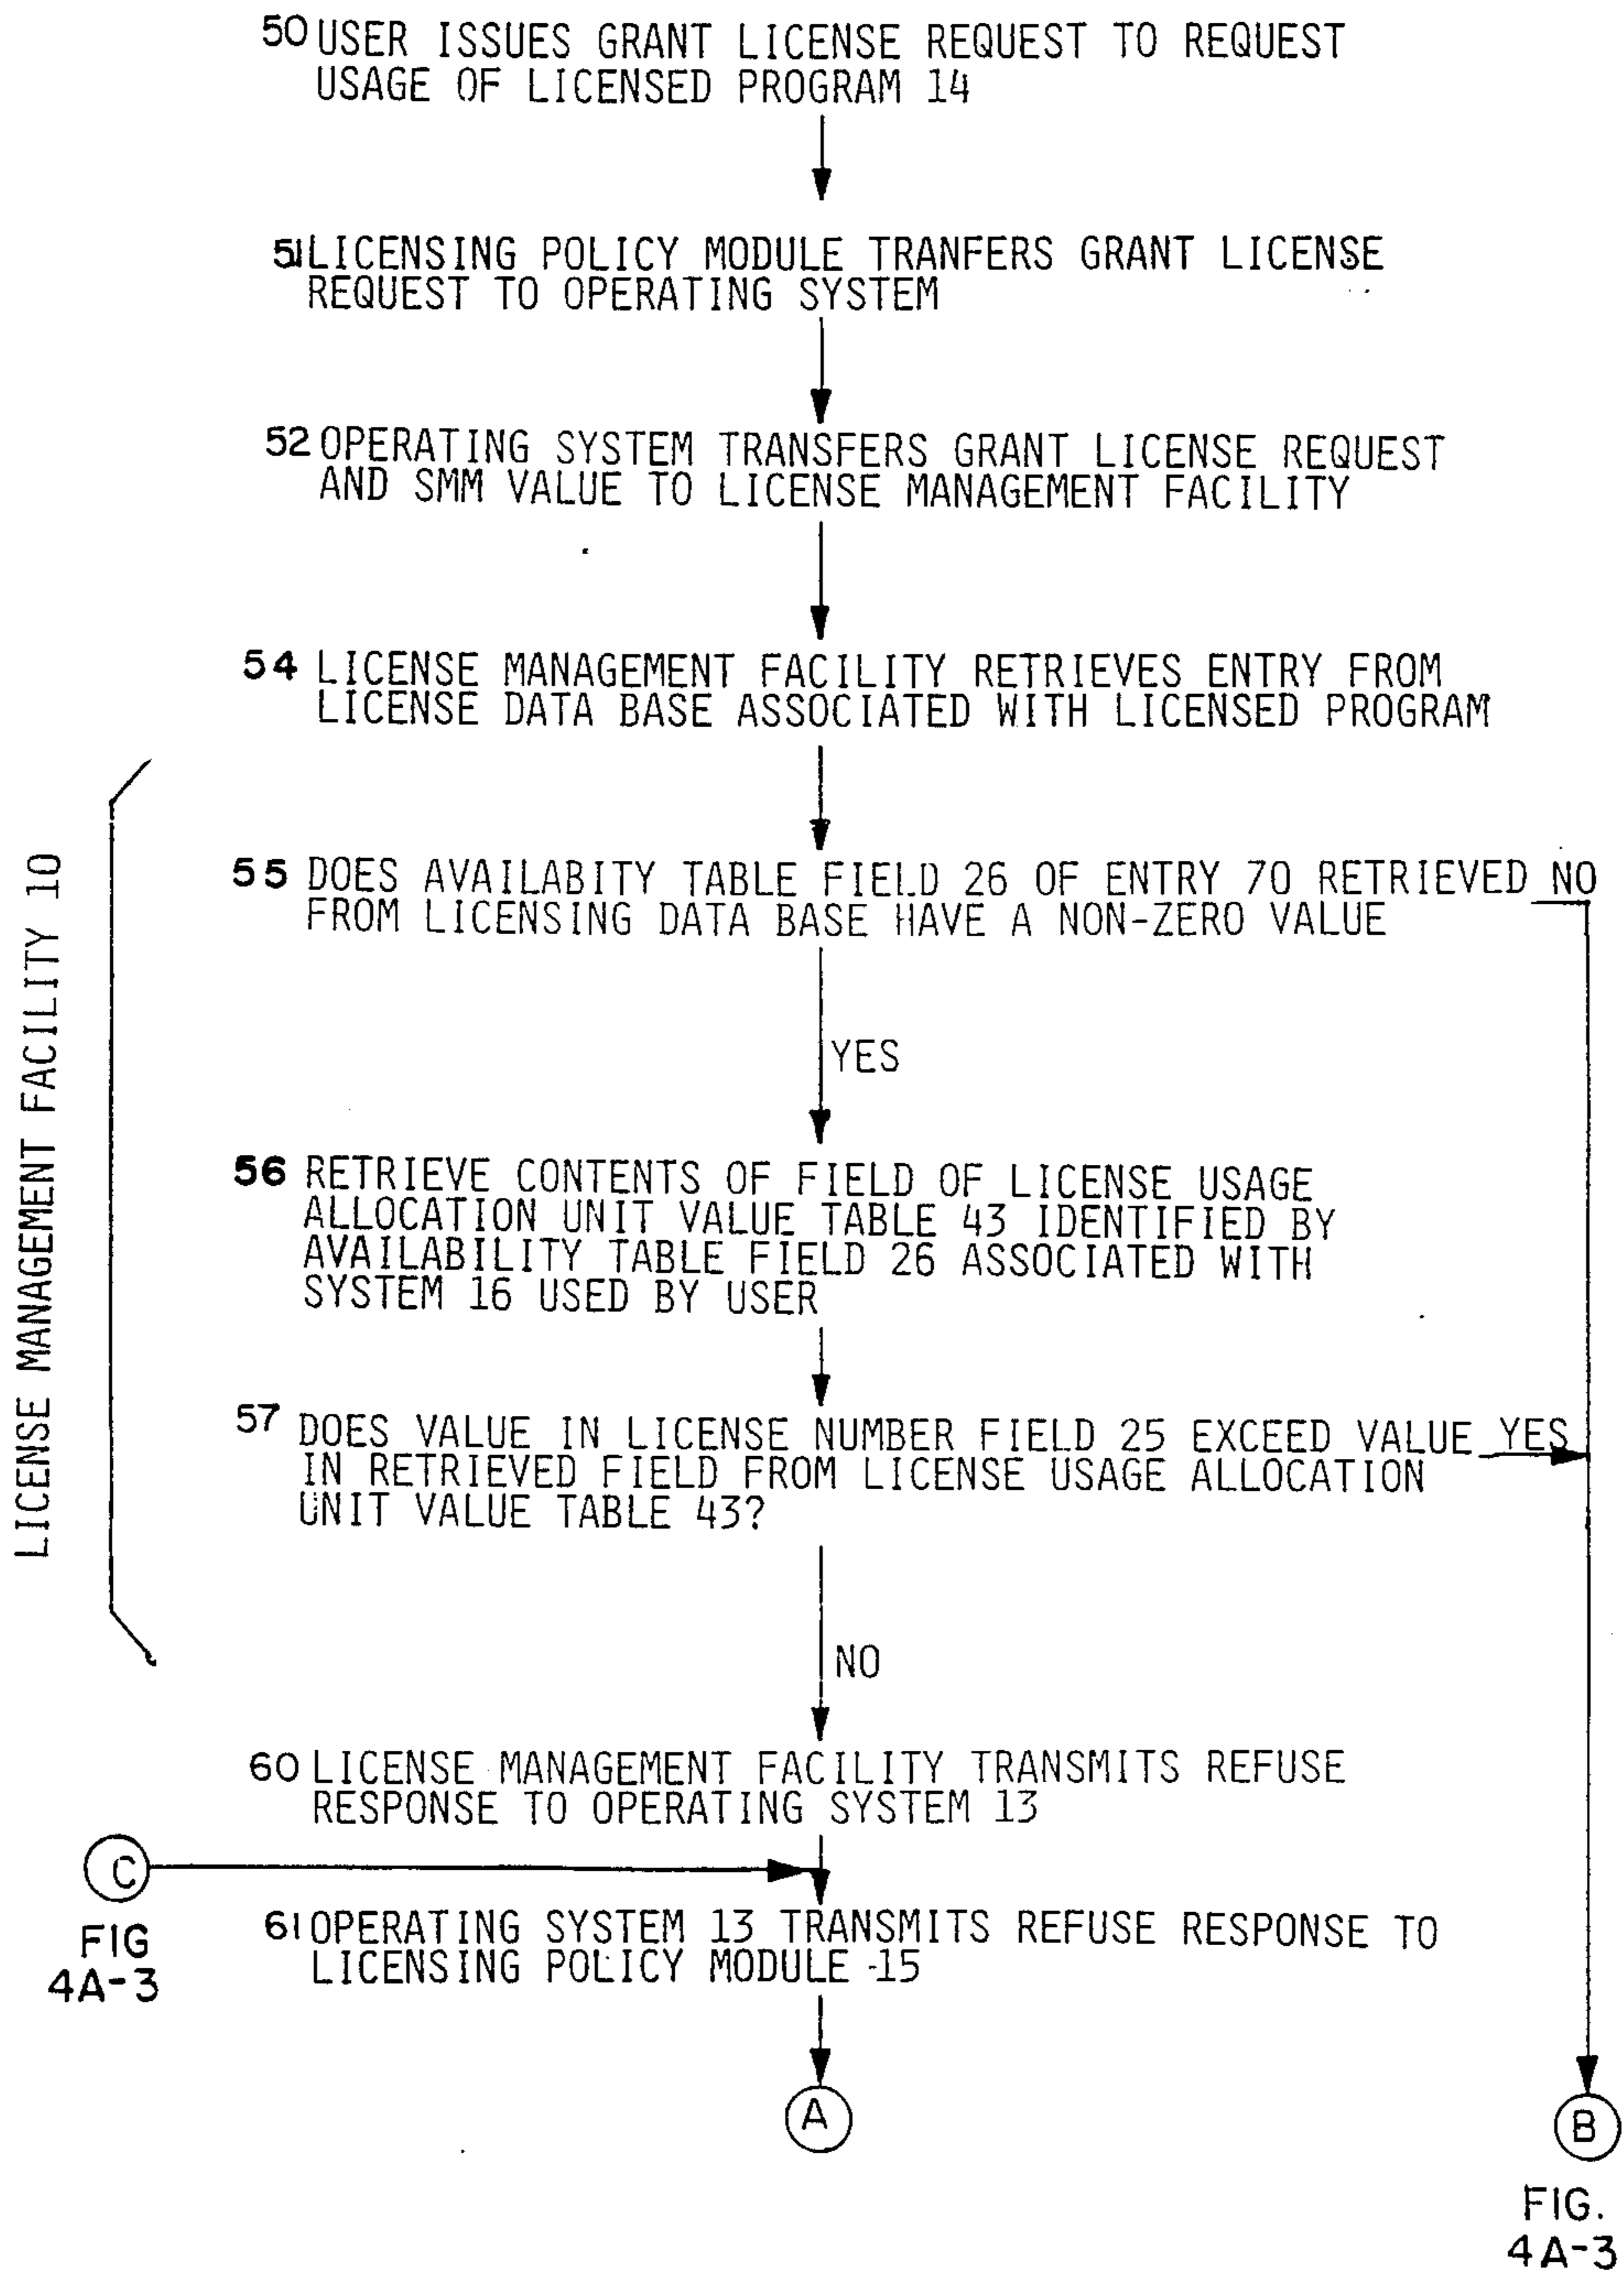 50 USER ISSUES GRANT LICENSE REQUEST TO REQUEST
USAGE OF LICENSED PROGRAM 14
51 LICENSING POLICY MODULE TRANFERS GRANT LICENSE
REQUEST TO OPERATING SYSTEM
52 OPERATING SYSTEM TRANSFERS GRANT LICENSE REQUEST
AND SMM VALUE TO LICENSE MANAGEMENT FACILITY
54 LICENSE MANAGEMENT FACILITY RETRIEVES ENTRY FROM
LICENSE DATA BASE ASSOCIATED WITH LICENSED PROGRAM
LICENSE MANAGEMENT FACILITY 10
55 DOES AVAILABITY TABLE FIELD 26 OF ENTRY 70 RETRIEVED NO
FROM LICENSING DATA BASE HAVE A NON-ZERO VALUE
YES
56 RETRIEVE CONTENTS OF FIELD OF LICENSE USAGE
ALLOCATION UNIT VALUE TABLE 43 IDENTIFIED BY
AVAILABILITY TABLE FIELD 26 ASSOCIATED WITH
SYSTEM 16 USED BY USER
57 DOES VALUE IN LICENSE NUMBER FIELD 25 EXCEED VALUE YES
IN RETRIEVED FIELD FROM LICENSE USAGE ALLOCATION
UNIT VALUE TABLE 43?
NO
60 LICENSE MANAGEMENT FACILITY TRANSMITS REFUSE
RESPONSE TO OPERATING SYSTEM 13
C
FIG
4A-3
61 OPERATING SYSTEM 13 TRANSMITS REFUSE RESPONSE TO
LICENSING POLICY MODULE 15
A
B
FIG.
4A-3